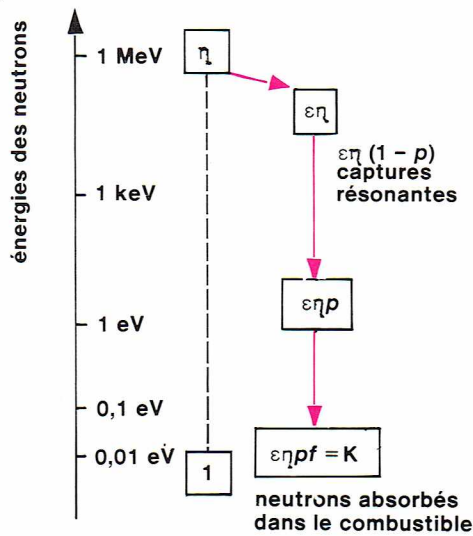 énergies des neutrons
1 MeV
η
εη
εη (1 – p)
captures
résonantes
1 keV
εηp
1 eV
0,1 eV
0,01 eV
1
εηpf = K
neutrons absorbés
dans le combustible